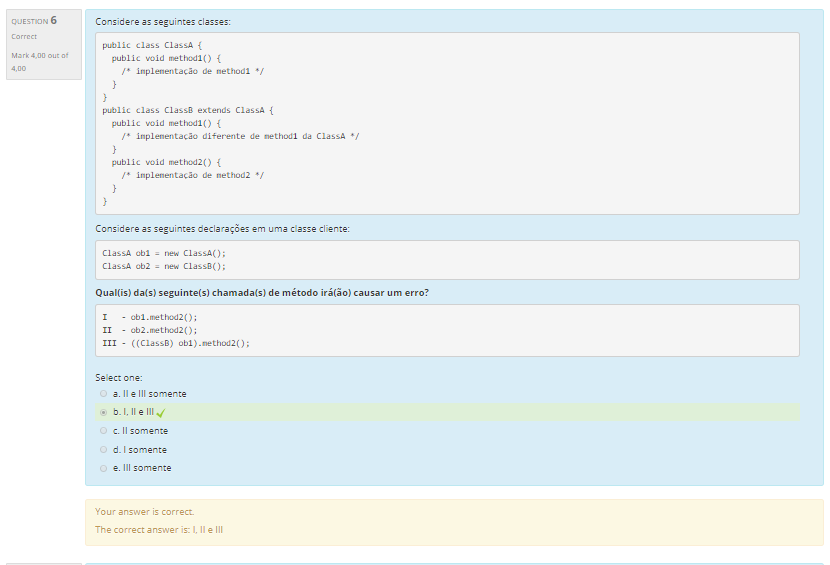 QUESTION 6
Correct
Mark 4,00 out of
4,00
Considere as seguintes classes:
public class ClassA {
public void method1() {
/* implementação de method1 */
}
}
public class ClassB extends ClassA {
public void method1() {
/* implementação diferente de method1 da ClassA */
}
public void method2() {
/* implementação de method2 */
}
}
Considere as seguintes declarações em uma classe cliente:
ClassA ob1 = new ClassA();
ClassA ob2 = new ClassB();
Qual(is) da(s) seguinte(s) chamada(s) de método irá(ão) causar um erro?
I - ob1.method2();
II - ob2.method2();
III - ((ClassB) ob1).method2();
Select one:
a. II e III somente
b. I, II e III
c. II somente
d. I somente
e. III somente
Your answer is correct.
The correct answer is: I, II e III